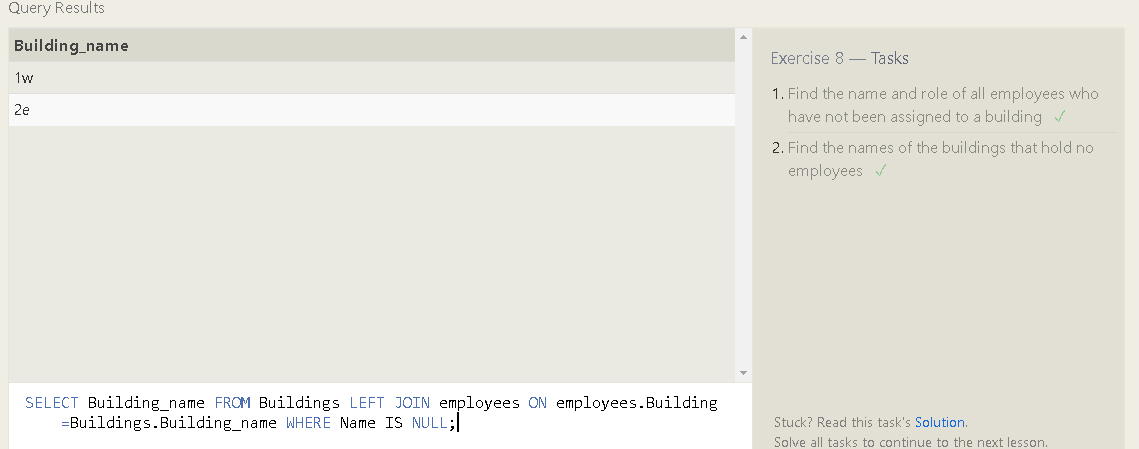 Query Results
Building_name
1w
2e
SELECT Building_name FROM Buildings LEFT JOIN employees ON employees.Building
=Buildings.Building_name WHERE Name IS NULL;
Exercise 8 — Tasks
1. Find the name and role of all employees who
have not been assigned to a building ✓
2. Find the names of the buildings that hold no
employees ✓
Stuck? Read this task's Solution.
Solve all tasks to continue to the next lesson.